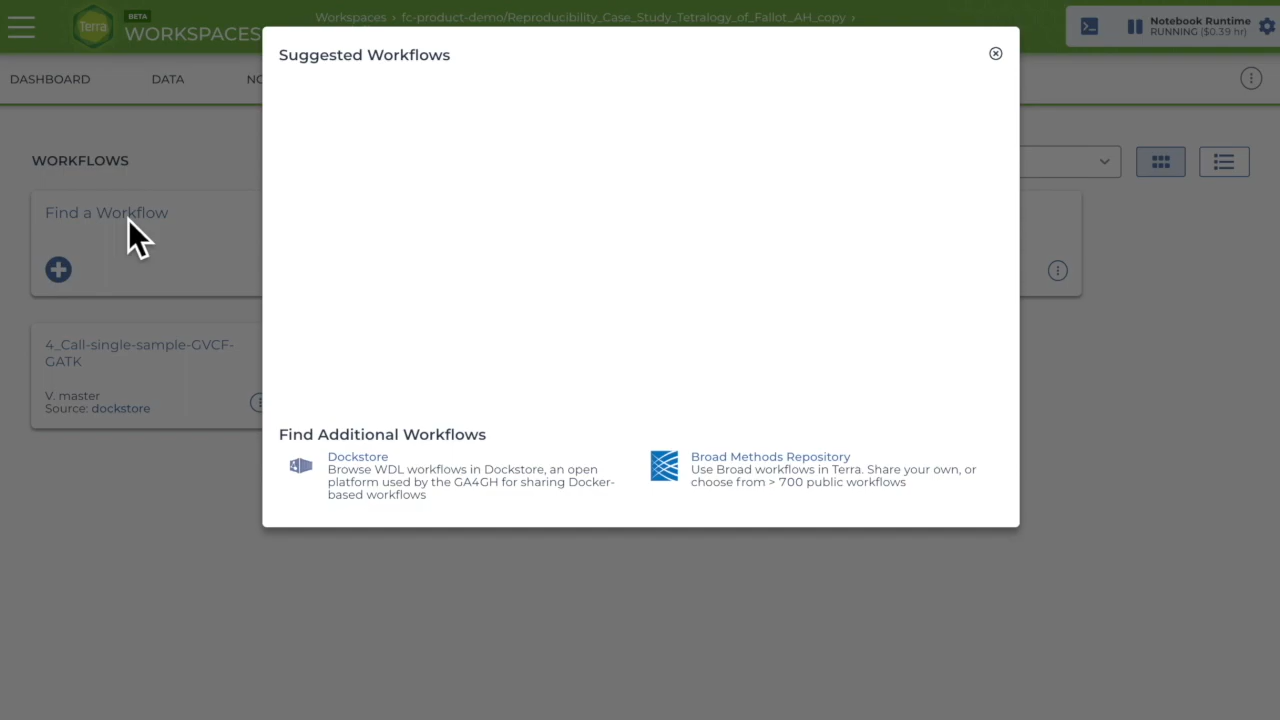 BETA
Terra
WORKSPACES
Workspaces › fc-product-demo/Reproducibility_Case_Study_Tetralogy_of_Fallot_AH_copy ›
Notebook Runtime
RUNNING ($0.39 hr)
DASHBOARD
DATA
NO
Suggested Workflows
WORKFLOWS
Find a Workflow
4_Call-single-sample-GVCF-
GATK
V. master
Source: dockstore
Find Additional Workflows
Dockstore
Browse WDL workflows in Dockstore, an open
platform used by the GA4GH for sharing Docker-
based workflows
Broad Methods Repository
Use Broad workflows in Terra. Share your own, or
choose from > 700 public workflows